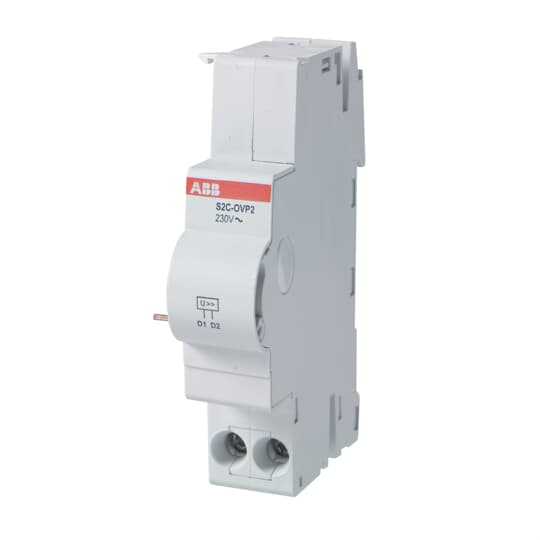 ABB
S2C-OVP2
230V~
U>>
D1 D2